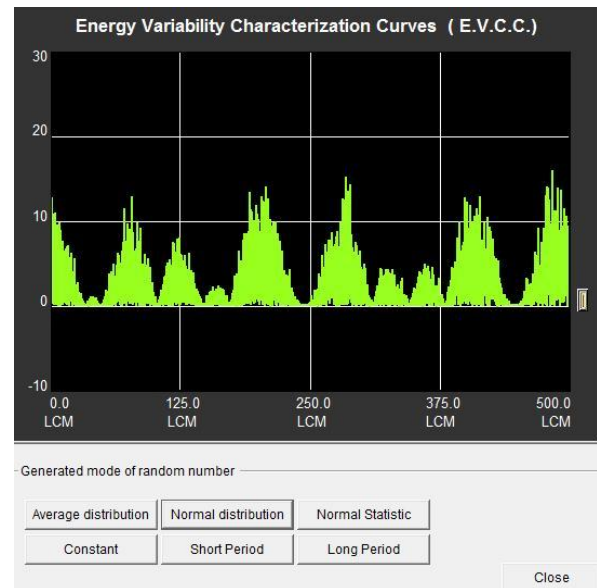 Energy Variability Characterization Curves ( E.V.C.C.)
30
20
10
0
-10
0.0 125.0 250.0 375.0 500.0
LCM LCM LCM LCM LCM
Generated mode of random number
Average distribution Normal distribution Normal Statistic
Constant Short Period Long Period
Close